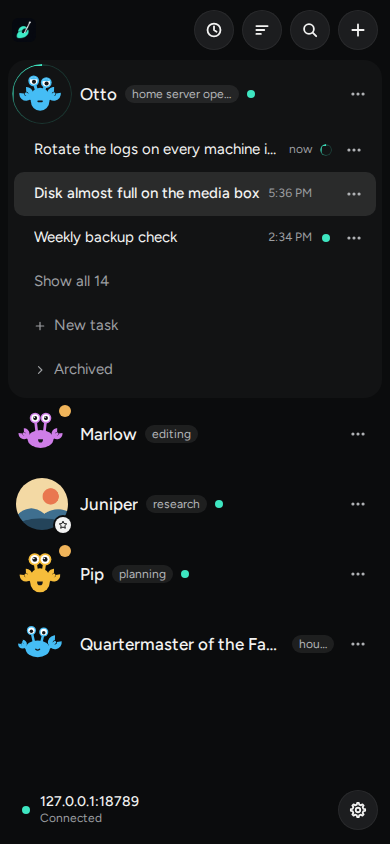 Otto home server ope...
Rotate the logs on every machine i... now
Disk almost full on the media box 5:36 PM
Weekly backup check 2:34 PM
Show all 14
New task
Archived
Marlow editing
Juniper research
Pip planning
Quartermaster of the Fa... hou...
127.0.0.1:18789
Connected